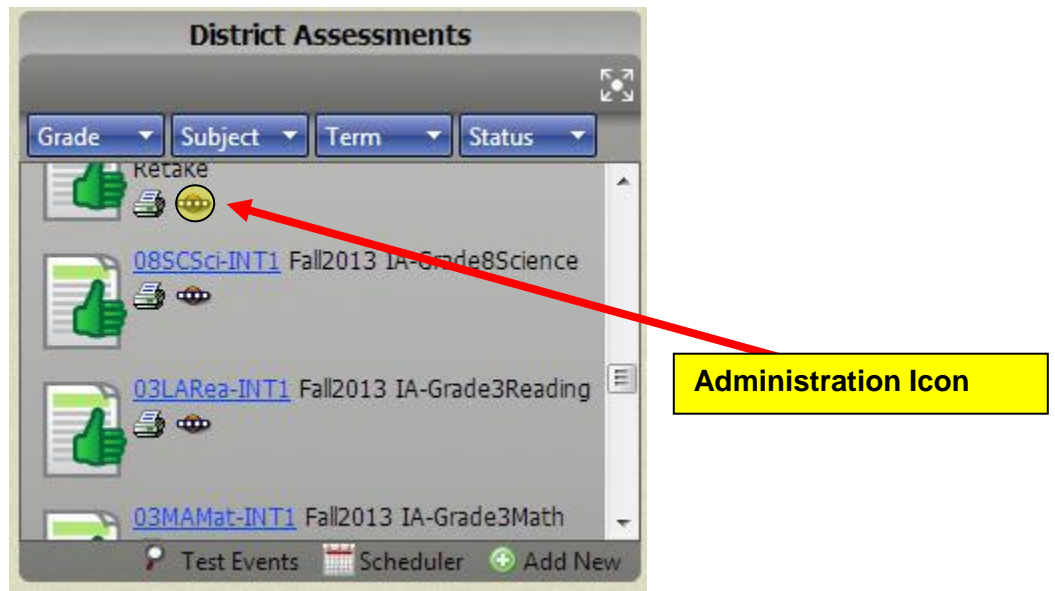 District Assessments
Grade Subject Term Status
Retake
08SCSci-INT1 Fall2013 IA-Grade8Science
03LARea-INT1 Fall2013 IA-Grade3Reading
Administration Icon
03MAMat-INT1 Fall2013 IA-Grade3Math
Test Events Scheduler Add New